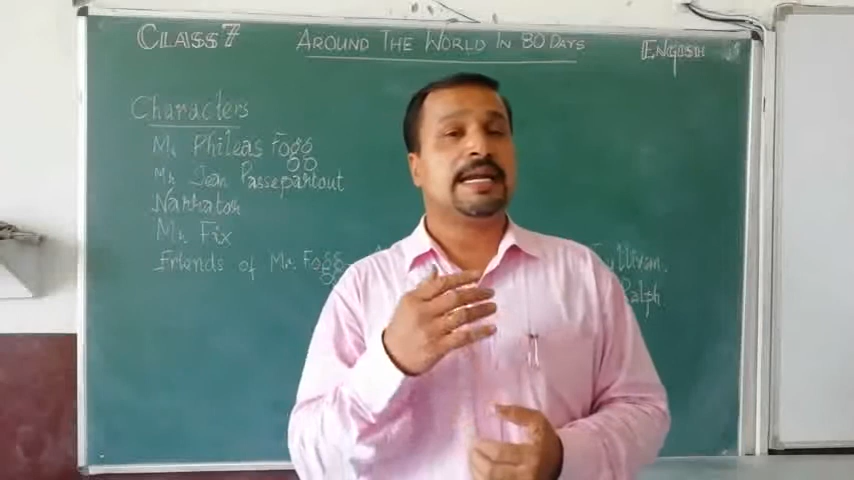 CLASS 7 AROUND THE WORLD IN 80 DAYS ENGLISH
Characters
Mr Phileas Fogg
Mr Jean Passepartout
Narrator
Mr Fix
Friends of Mr. Fogg
Ralph